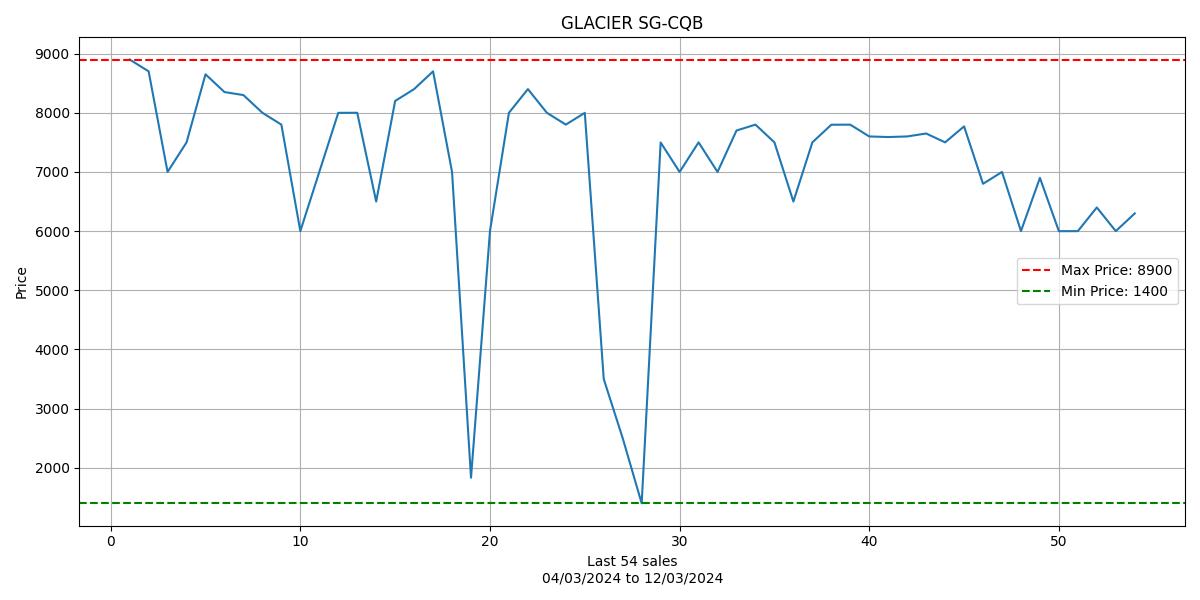 GLACIER SG-CQB
9000
8000
7000
6000
5000
4000
3000
2000
Price
Max Price: 8900
Min Price: 1400
0 10 20 30 40 50
Last 54 sales
04/03/2024 to 12/03/2024